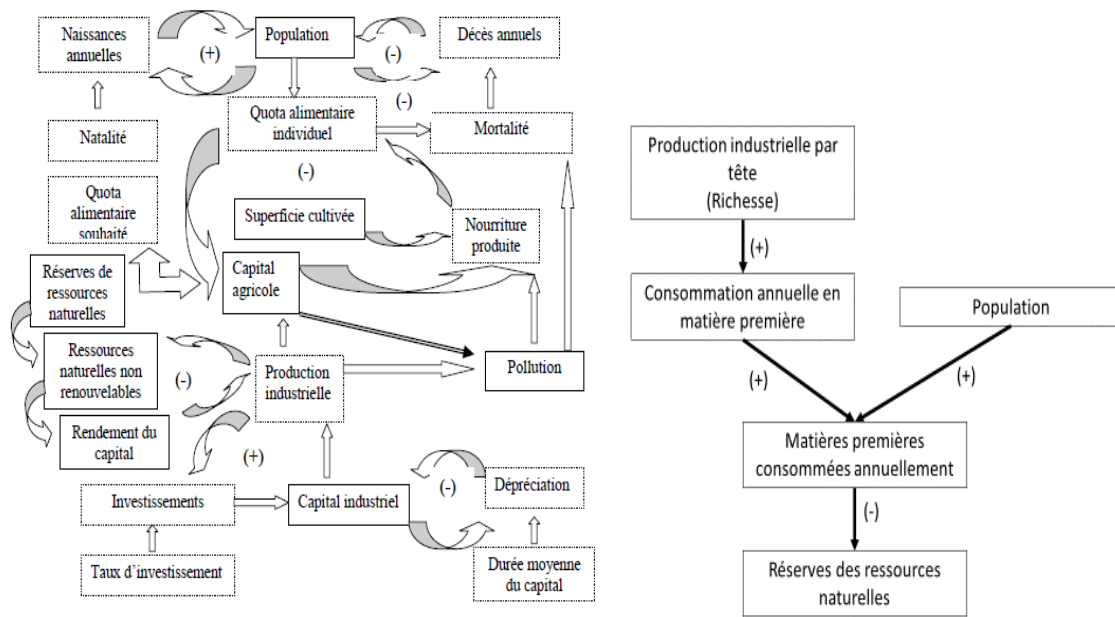 Naissances
annuelles
(+)
Population
(-)
Décès annuels
(-)
Natalité
Quota alimentaire
individuel
Mortalité
(-)
Quota
alimentaire
souhaité
Superficie cultivée
Nourriture
produite
Réserves de
ressources
naturelles
Capital
agricole
Ressources
naturelles non
renouvelables
(-)
Production
industrielle
Pollution
Rendement du
capital
(+)
Investissements
Capital industriel
(-)
Dépréciation
Taux d’investissement
Durée moyenne
du capital
Production industrielle par
tête
(Richesse)
(+)
Consommation annuelle en
matière première
Population
(+)
(+)
Matières premières
consommées annuellement
(-)
Réserves des ressources
naturelles